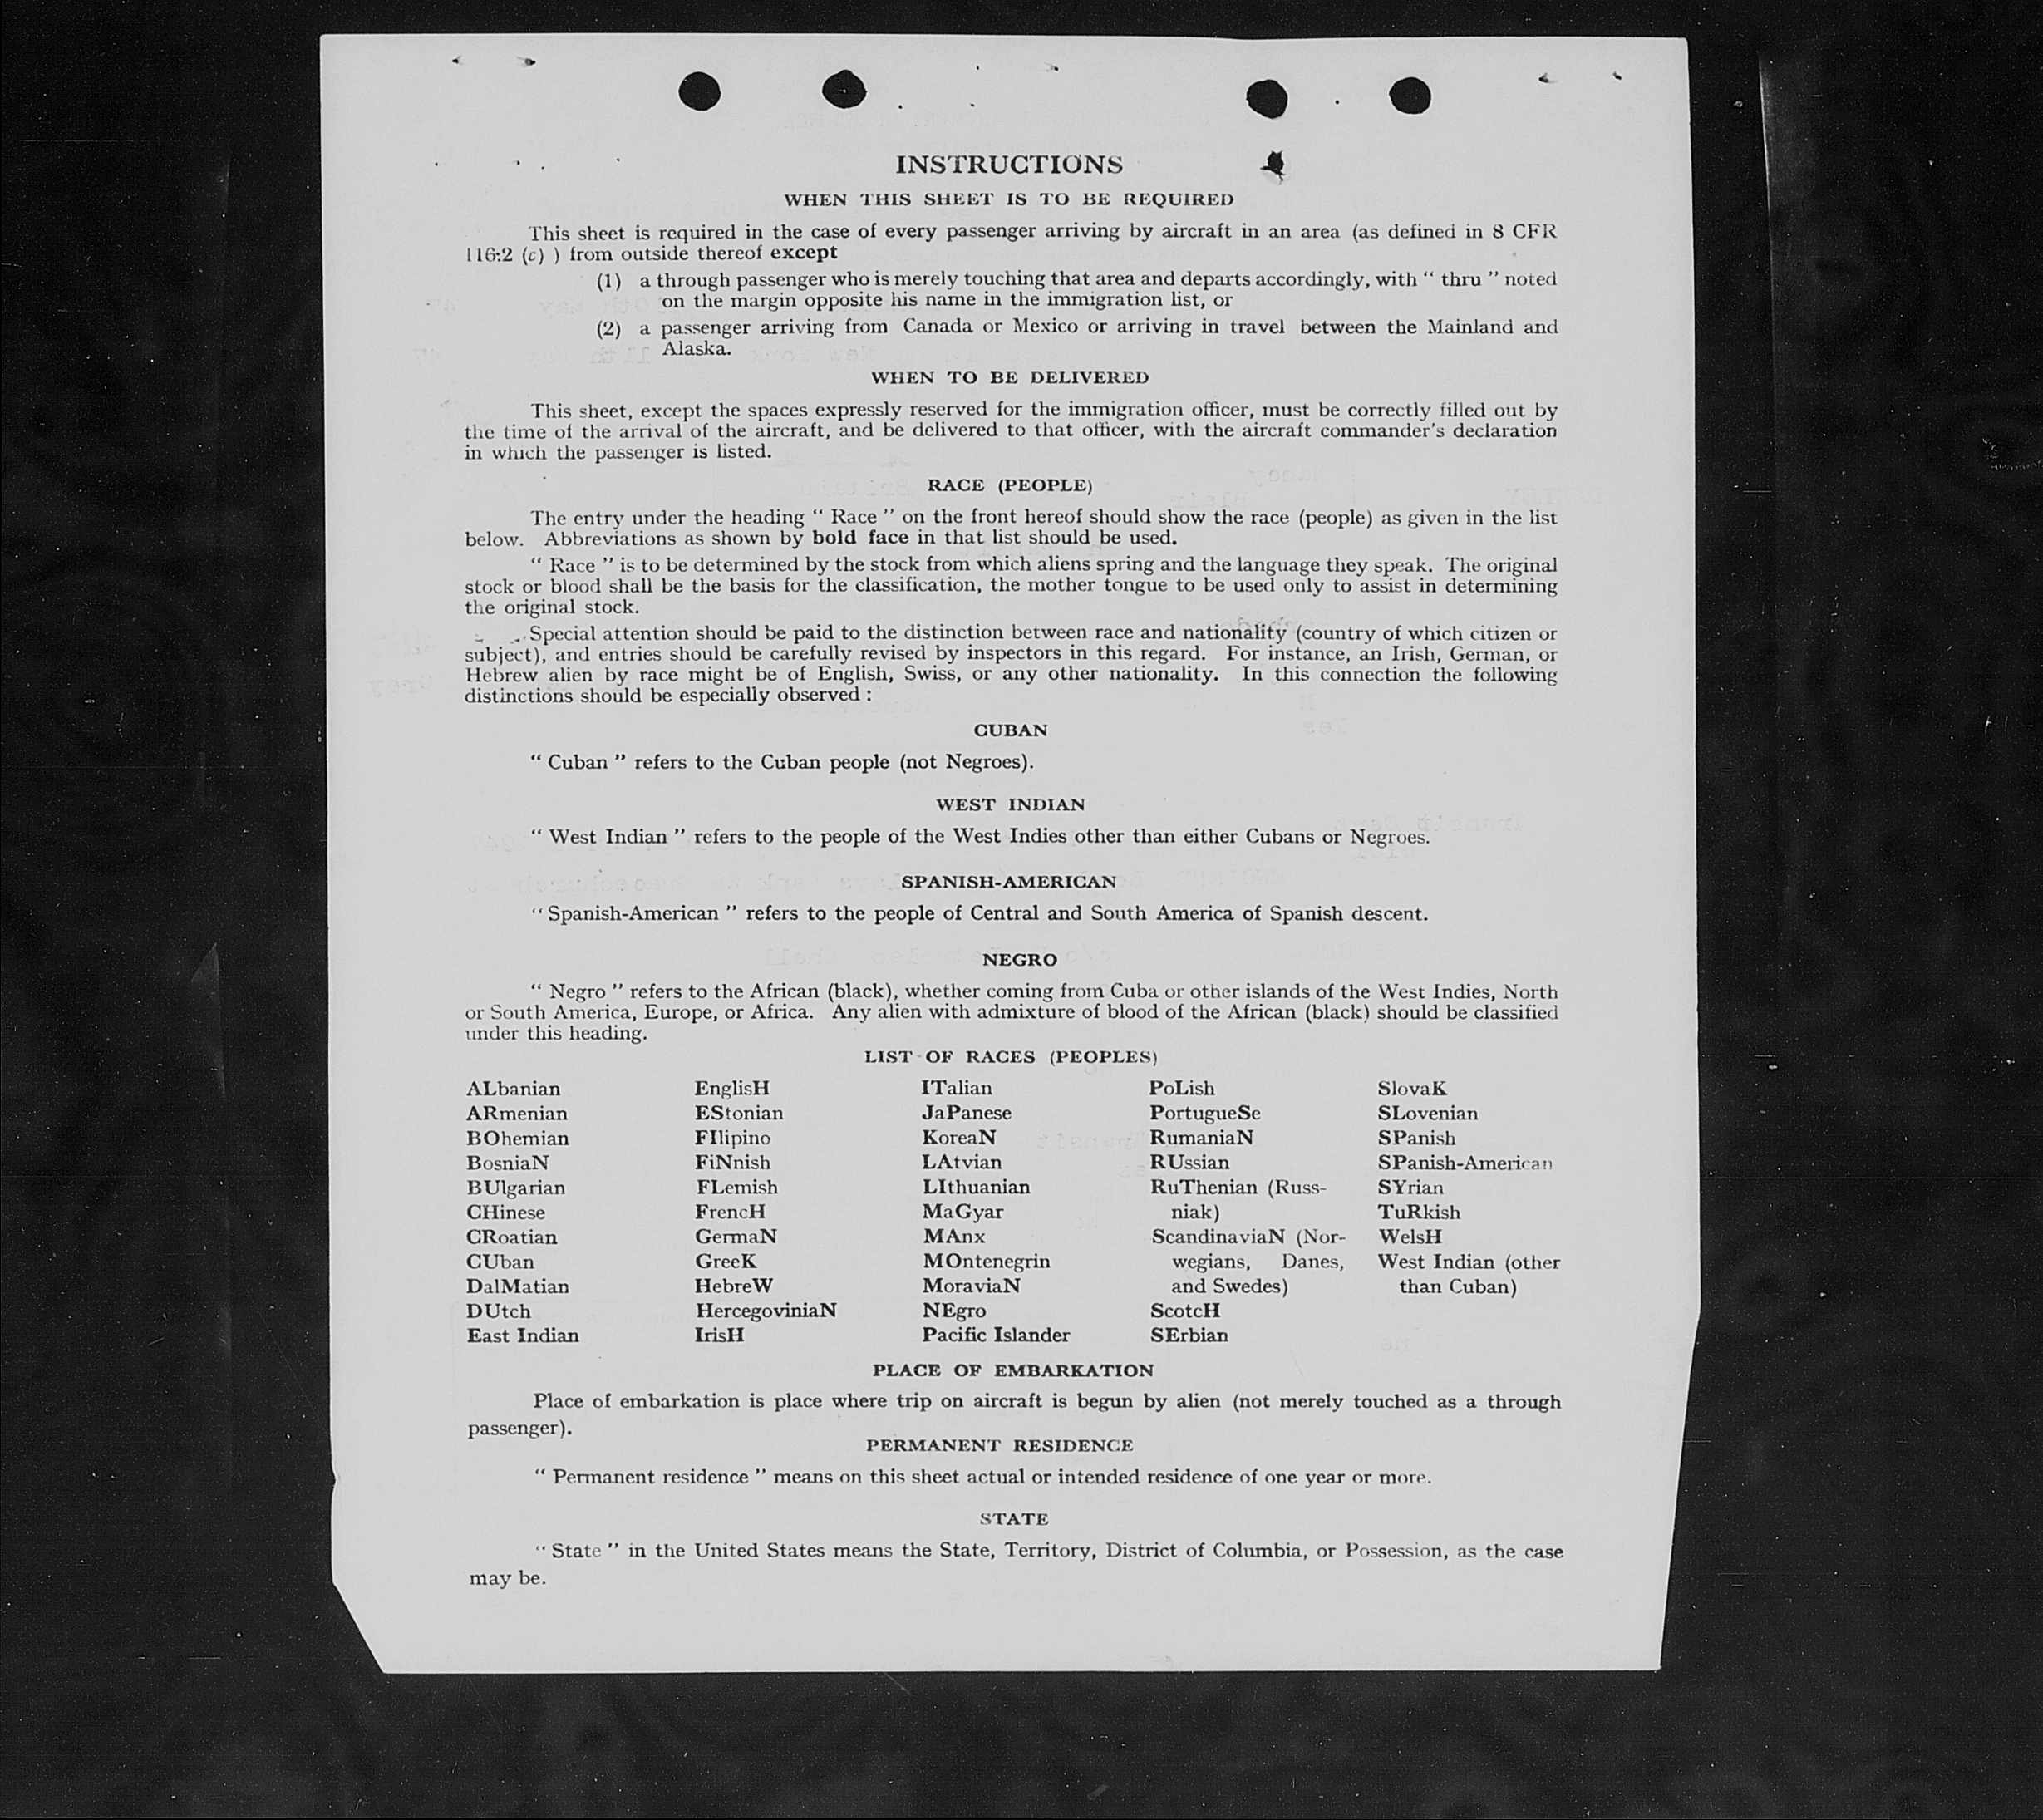 INSTRUCTIONS
WHEN THIS SHEET IS TO BE REQUIRED
This sheet is required in the case of every passenger arriving by aircraft in an area (as defined in 8 CFR
116:2 (c) ) from outside thereof except
(1) a through passenger who is merely touching that area and departs accordingly, with " thru " noted
on the margin opposite his name in the immigration list, or
(2) a passenger arriving from Canada or Mexico or arriving in travel between the Mainland and
Alaska.
WHEN TO BE DELIVERED
This sheet, except the spaces expressly reserved for the immigration officer, must be correctly filled out by
the time of the arrival of the aircraft, and be delivered to that officer, with the aircraft commander's declaration
in which the passenger is listed.
RACE (PEOPLE)
The entry under the heading " Race " on the front hereof should show the race (people) as given in the list
below. Abbreviations as shown by bold face in that list should be used.
" Race " is to be determined by the stock from which aliens spring and the language they speak. The original
stock or blood shall be the basis for the classification, the mother tongue to be used only to assist in determining
the original stock.
Special attention should be paid to the distinction between race and nationality (country of which citizen or
subject), and entries should be carefully revised by inspectors in this regard. For instance, an Irish, German, or
Hebrew alien by race might be of English, Swiss, or any other nationality. In this connection the following
distinctions should be especially observed :
CUBAN
" Cuban " refers to the Cuban people (not Negroes).
WEST INDIAN
" West Indian " refers to the people of the West Indies other than either Cubans or Negroes.
SPANISH-AMERICAN
" Spanish-American " refers to the people of Central and South America of Spanish descent.
NEGRO
" Negro " refers to the African (black), whether coming from Cuba or other islands of the West Indies, North
or South America, Europe, or Africa. Any alien with admixture of blood of the African (black) should be classified
under this heading.
LIST OF RACES (PEOPLES)
ALbanian
ARmenian
BOhemian
BosniaN
BUlgarian
CHinese
CRoatian
CUban
DalMatian
DUtch
East Indian
EnglisH
EStonian
FIlipino
FiNnish
FLemish
FrencH
GermaN
GreeK
HebreW
HercegoviniaN
IrisH
ITalian
JaPanese
KoreaN
LAtvian
LIthuanian
MaGyar
MAnx
MOntenegrin
MoraviaN
NEgro
Pacific Islander
PoLish
PortugueSe
RumaniaN
RUssian
RuThenian (Russ-
niak)
ScandinaviaN (Nor-
wegians, Danes,
and Swedes)
ScotcH
SErbian
SlovaK
SLovenian
SPanish
SPanish-American
SYrian
TuRkish
WelsH
West Indian (other
than Cuban)
PLACE OF EMBARKATION
Place of embarkation is place where trip on aircraft is begun by alien (not merely touched as a through
passenger).
PERMANENT RESIDENCE
" Permanent residence " means on this sheet actual or intended residence of one year or more.
STATE
" State " in the United States means the State, Territory, District of Columbia, or Possession, as the case
may be.